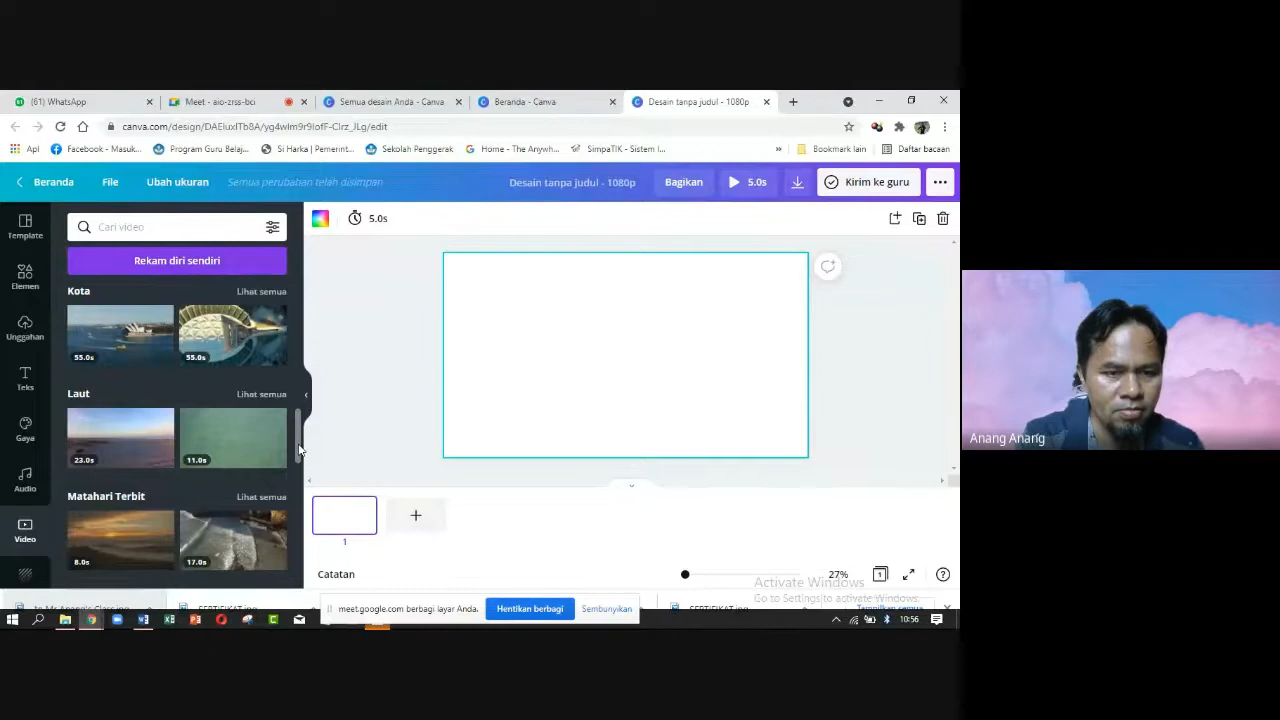 (61) WhatsApp
Meet - aio-zrss-bci
Semua desain Anda - Canva
Beranda - Canva
Desain tanpa judul - 1080p
canva.com/design/DAEluxITb8A/yg4wIm9r9IofF-CIrz_JLg/edit
Apl
Facebook - Masuk...
Program Guru Belaj...
Si Harka | Pemerint...
Sekolah Penggerak
Home - The Anywh...
SimpaTIK - Sistem I...
»
Bookmark lain
Daftar bacaan
Beranda
File
Ubah ukuran
Semua perubahan telah disimpan
Desain tanpa judul - 1080p
Bagikan
5.0s
Kirim ke guru
Template
Elemen
Unggahan
Teks
Gaya
Audio
Video
Cari video
Rekam diri sendiri
Kota
Lihat semua
55.0s
55.0s
Laut
Lihat semua
23.0s
11.0s
Matahari Terbit
Lihat semua
8.0s
17.0s
5.0s
1
Catatan
27%
1
Activate Windows
Go to Settings to activate Windows.
meet.google.com berbagi layar Anda.
Hentikan berbagi
Sembunyikan
10:56
Anang Anang